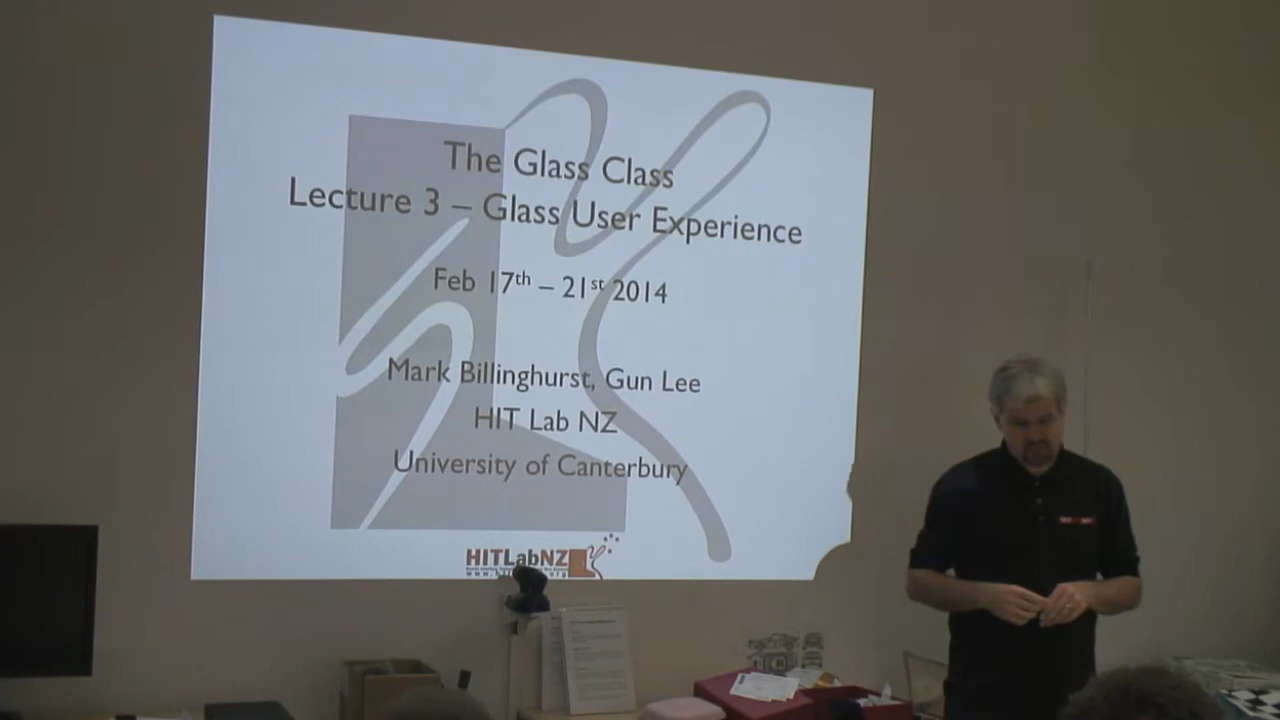 The Glass Class
Lecture 3 – Glass User Experience
Feb 17th – 21st 2014
Mark Billinghurst, Gun Lee
HIT Lab NZ
University of Canterbury
HITLabNZ